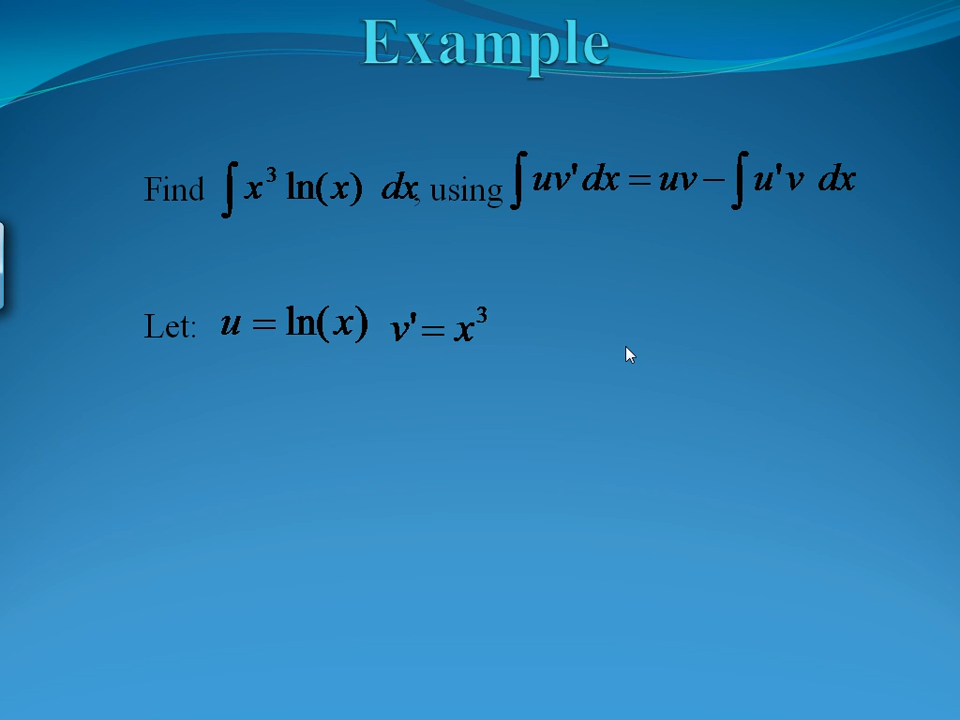 Example
Find ∫ x³ ln(x) dx, using ∫ uv' dx = uv − ∫ u'v dx
Let: u = ln(x) v' = x³